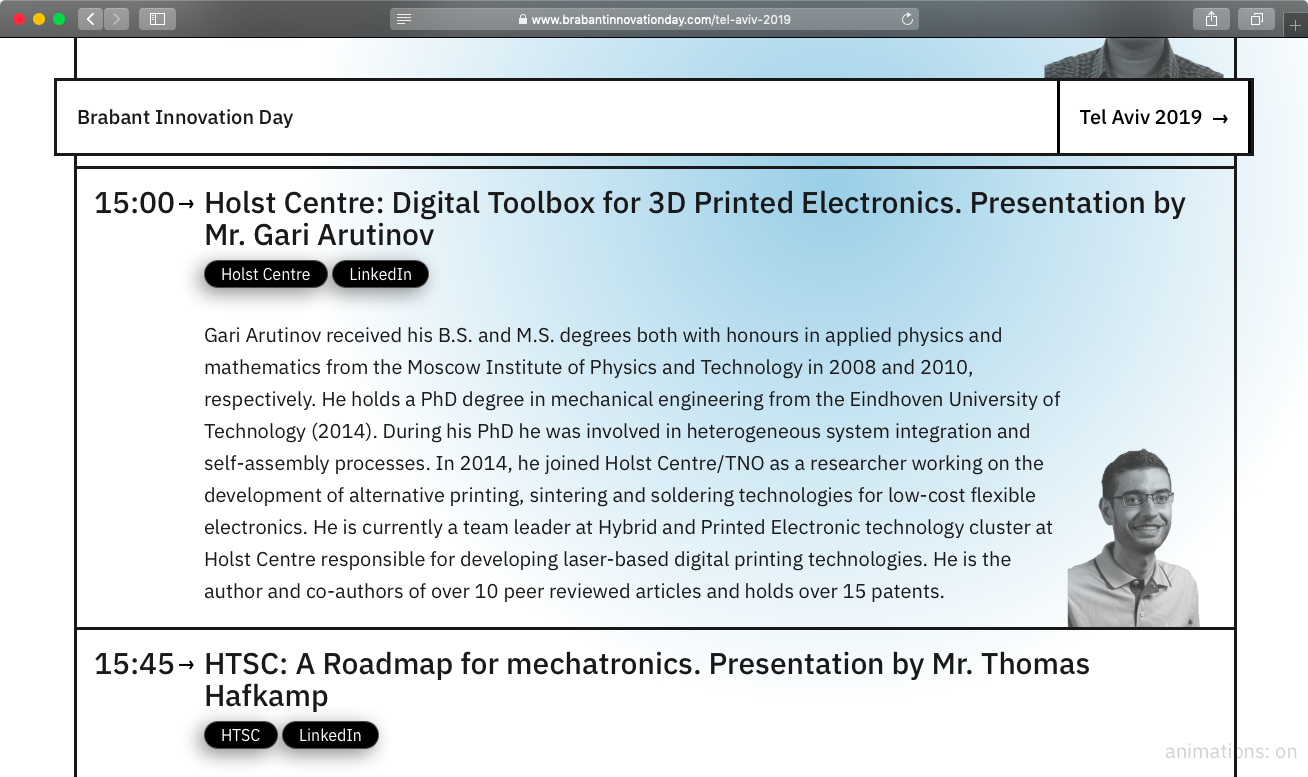 www.brabantinnovationday.com/tel-aviv-2019
Brabant Innovation Day
Tel Aviv 2019 →
15:00→ Holst Centre: Digital Toolbox for 3D Printed Electronics. Presentation by
Mr. Gari Arutinov
Holst Centre LinkedIn
Gari Arutinov received his B.S. and M.S. degrees both with honours in applied physics and
mathematics from the Moscow Institute of Physics and Technology in 2008 and 2010,
respectively. He holds a PhD degree in mechanical engineering from the Eindhoven University of
Technology (2014). During his PhD he was involved in heterogeneous system integration and
self-assembly processes. In 2014, he joined Holst Centre/TNO as a researcher working on the
development of alternative printing, sintering and soldering technologies for low-cost flexible
electronics. He is currently a team leader at Hybrid and Printed Electronic technology cluster at
Holst Centre responsible for developing laser-based digital printing technologies. He is the
author and co-authors of over 10 peer reviewed articles and holds over 15 patents.
15:45→ HTSC: A Roadmap for mechatronics. Presentation by Mr. Thomas
Hafkamp
HTSC LinkedIn
animations: on